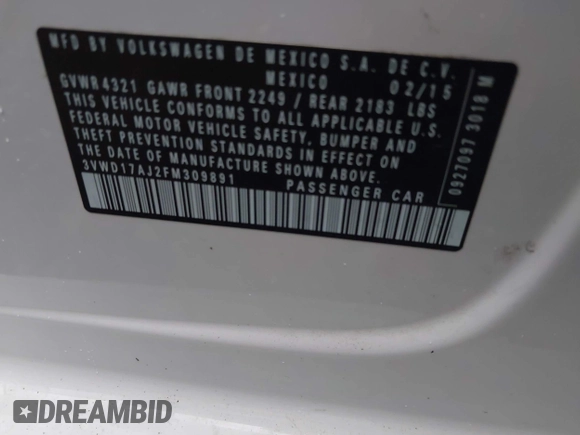 MFD BY VOLKSWAGEN DE MEXICO S.A. DE C.V.
MEXICO 02/15
GVWR 4321 GAWR FRONT 2249 / REAR 2183 LBS
THIS VEHICLE CONFORMS TO ALL APPLICABLE U.S.
FEDERAL MOTOR VEHICLE SAFETY, BUMPER AND
THEFT PREVENTION STANDARDS IN EFFECT ON
THE DATE OF MANUFACTURE SHOWN ABOVE.
3VWD17AJ2FM309891 PASSENGER CAR
0927097 3018 M
DREAMBID